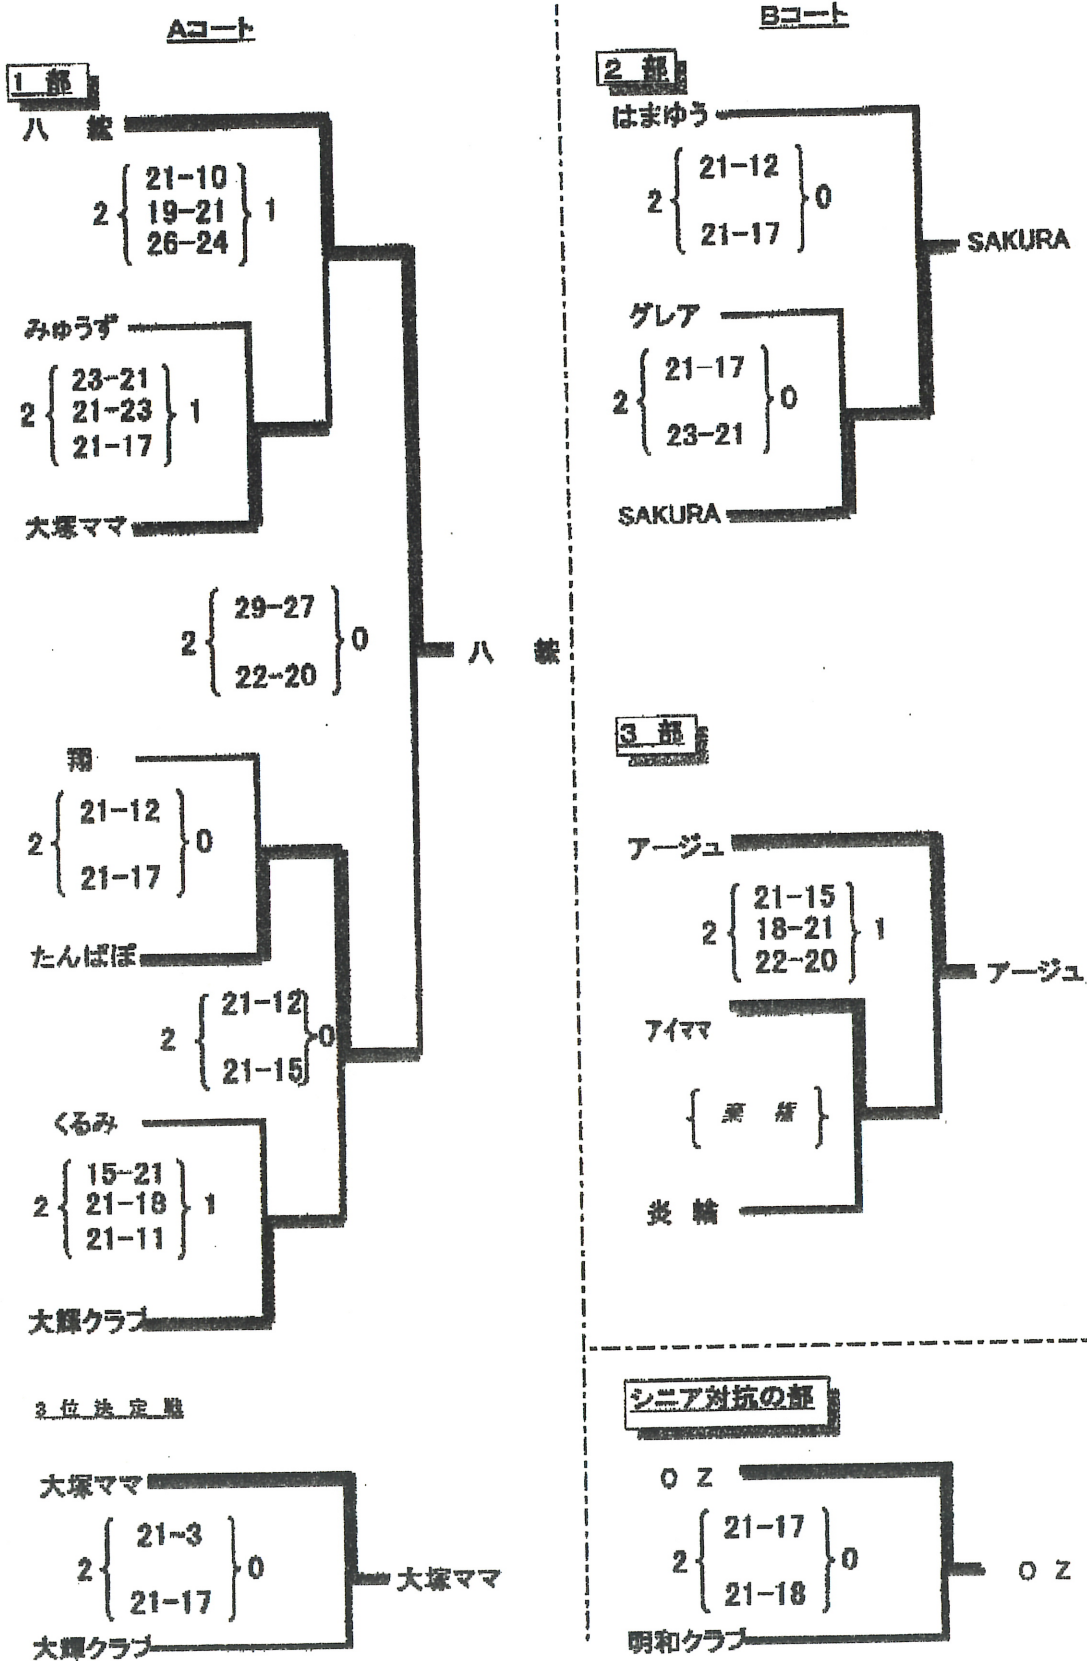 Aコート
1 部
八 紘
2 { 21-10 19-21 26-24 } 1
みゅうず
2 { 23-21 21-23 21-17 } 1
大塚ママ
2 { 29-27 22-20 } 0
八 紘
翔
2 { 21-12 21-17 } 0
たんぽぽ
2 { 21-12 21-15 } 0
くるみ
2 { 15-21 21-18 21-11 } 1
大輝クラブ
3位決定戦
大塚ママ
2 { 21-3 21-17 } 0
大塚ママ
大輝クラブ
Bコート
2 部
はまゆう
2 { 21-12 21-17 } 0
SAKURA
グレア
2 { 21-17 23-21 } 0
SAKURA
3 部
アージュ
2 { 21-15 18-21 22-20 } 1
アージュ
アイママ
{ 棄 権 }
炎 輪
シニア対抗の部
O Z
2 { 21-17 21-18 } 0
O Z
明和クラブ